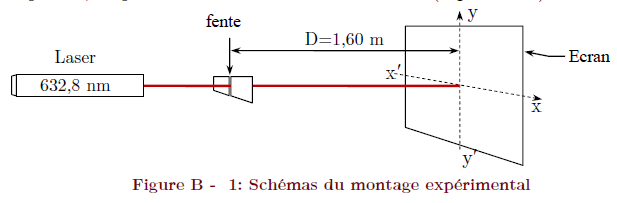 fente
y
D=1,60 m
Laser
Ecran
632,8 nm
x′
x
y′
Figure B - 1: Schémas du montage expérimental